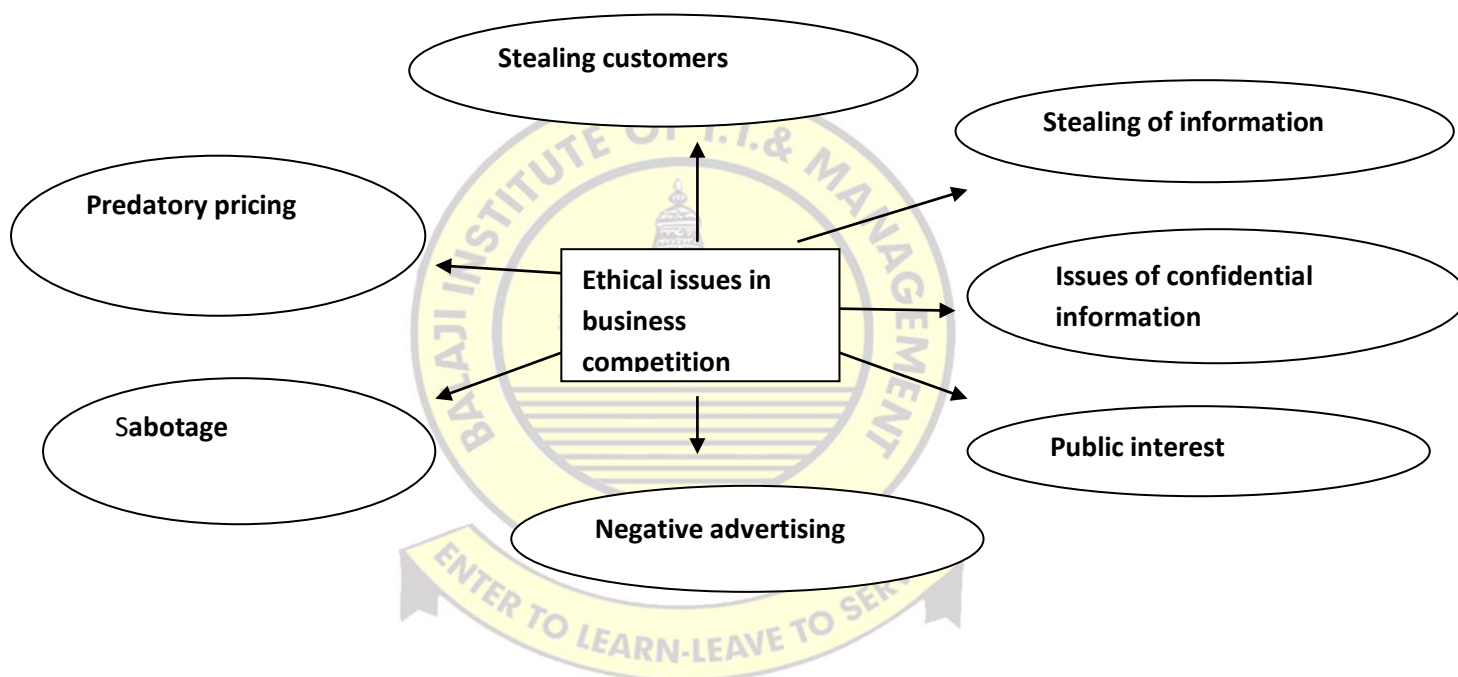 Stealing customers
Stealing of information
Predatory pricing
Ethical issues in
business
competition
Issues of confidential
information
Sabotage
Public interest
Negative advertising
BALAJI INSTITUTE OF I.T.& MANAGEMENT
ENTER TO LEARN-LEAVE TO